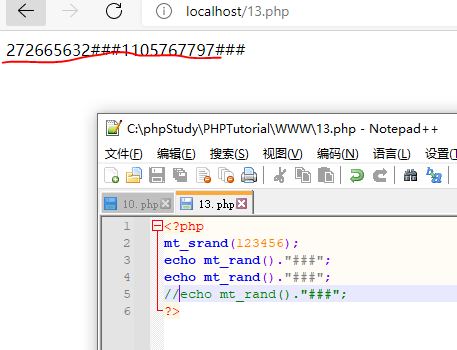 localhost/13.php
272665632###1105767797###
C:\phpStudy\PHPTutorial\WWW\13.php - Notepad++
文件(F) 编辑(E) 搜索(S) 视图(V) 编码(N) 语言(L) 设置(T
10. php 13. php
1 <?php
2 mt_srand(123456);
3 echo mt_rand()."###";
4 echo mt_rand()."###";
5 //echo mt_rand()."###";
6 ?>